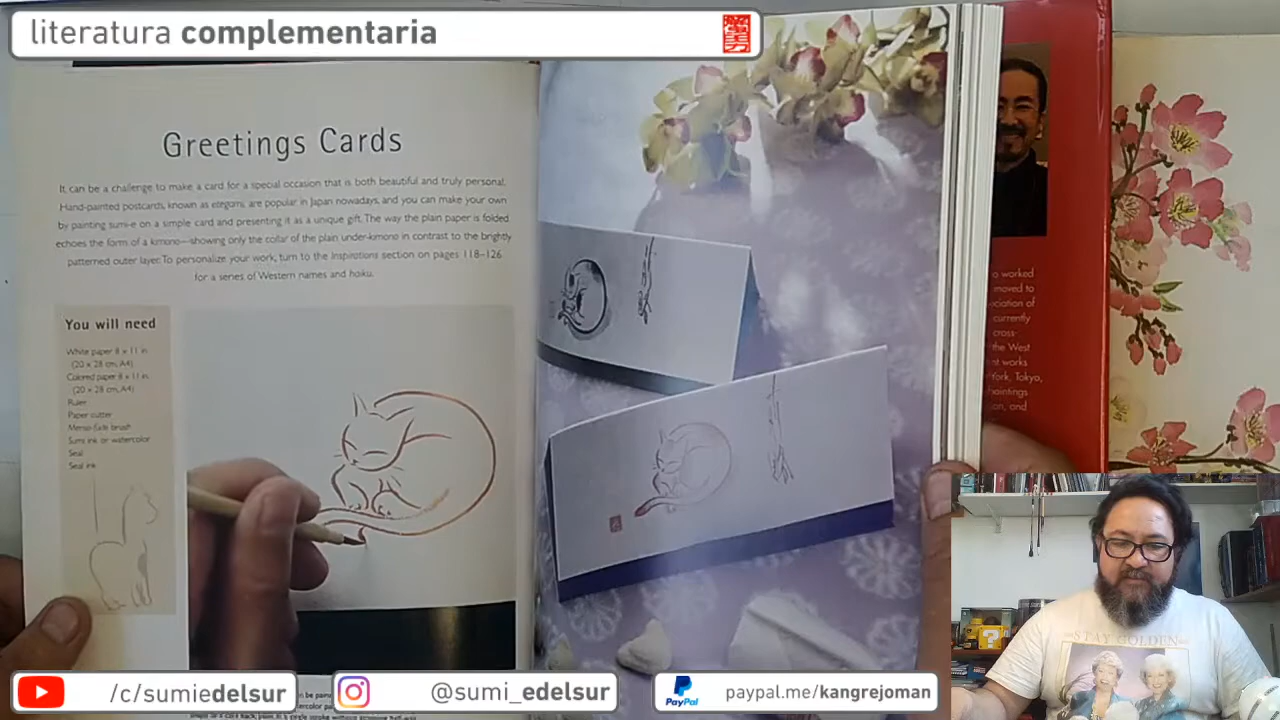 literatura complementaria
Greetings Cards
It can be a challenge to make a card for a special occasion that is both beautiful and truly personal.
Hand-painted postcards, known as etegami, are popular in Japan nowadays, and you can make your own
by painting sumi-e on a simple card and presenting it as a unique gift. The way the plain paper is folded
echoes the form of a kimono—showing only the collar of the plain under-kimono in contrast to the brightly
patterned outer layer. To personalize your work, turn to the Inspirations section on pages 118–126
for a series of Western names and haiku.
You will need
White paper 8 x 11 in
(20 x 28 cm, A4)
Colored paper 8 x 11 in.
(20 x 28 cm, A4)
Ruler
Paper cutter
Menso-fude brush
Sumi ink or watercolor
Seal
Seal ink
o worked
moved to
ociation of
currently
cross-
the West
nt works
York, Tokyo,
paintings
on, and
STAY GOLDEN
/c/sumiedelsur
@sumi_edelsur
PayPal
paypal.me/kangrejoman